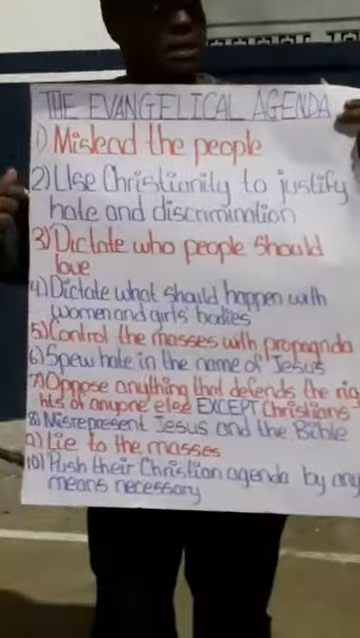 THE EVANGELICAL AGENDA
1) Mislead the people
2) Use Christianity to justify
hate and discrimination
3) Dictate who people should
love
4) Dictate what should happen with
women and girls' bodies
5) Control the masses with propaganda
6) Spew hate in the name of Jesus
7) Oppose anything that defends the rig-
hts of anyone else EXCEPT Christians
8) Misrepresent Jesus and the Bible
9) Lie to the masses
10) Push their Christian agenda by any
means necessary